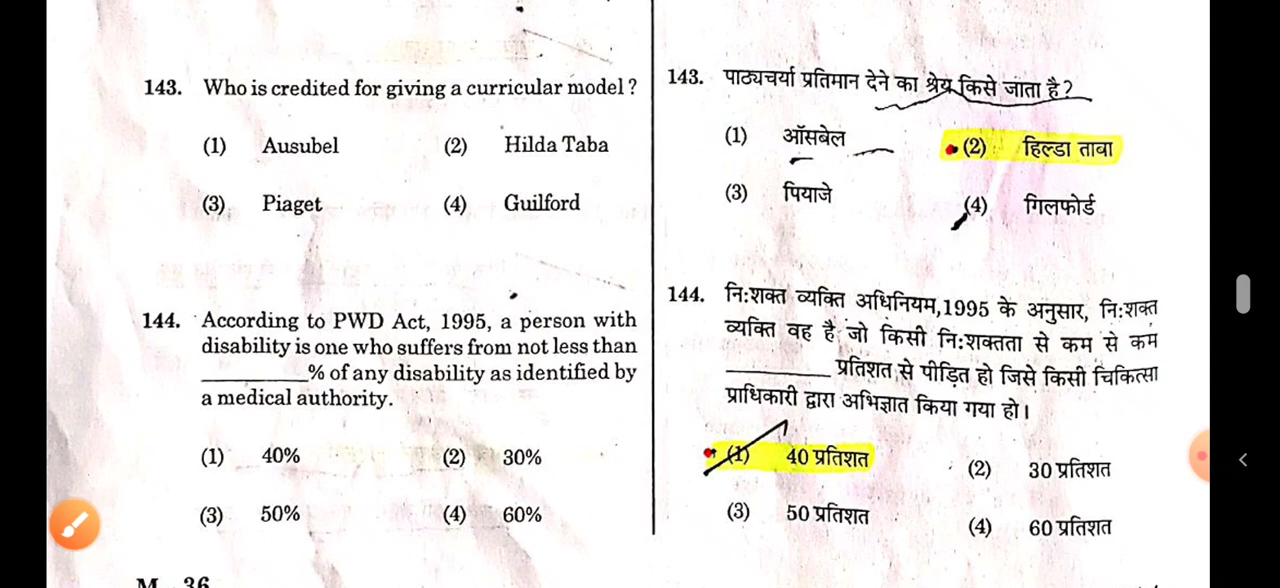 143. Who is credited for giving a curricular model ?
(1) Ausubel (2) Hilda Taba
(3) Piaget (4) Guilford
144. According to PWD Act, 1995, a person with
disability is one who suffers from not less than
________% of any disability as identified by
a medical authority.
(1) 40% (2) 30%
(3) 50% (4) 60%
M – 36
143. पाठ्यचर्या प्रतिमान देने का श्रेय किसे जाता है ?
(1) ऑसबेल (2) हिल्डा ताबा
(3) पियाजे (4) गिलफोर्ड
144. नि:शक्त व्यक्ति अधिनियम,1995 के अनुसार, नि:शक्त
व्यक्ति वह है जो किसी नि:शक्तता से कम से कम
________ प्रतिशत से पीड़ित हो जिसे किसी चिकित्सा
प्राधिकारी द्वारा अभिज्ञात किया गया हो।
(1) 40 प्रतिशत (2) 30 प्रतिशत
(3) 50 प्रतिशत (4) 60 प्रतिशत